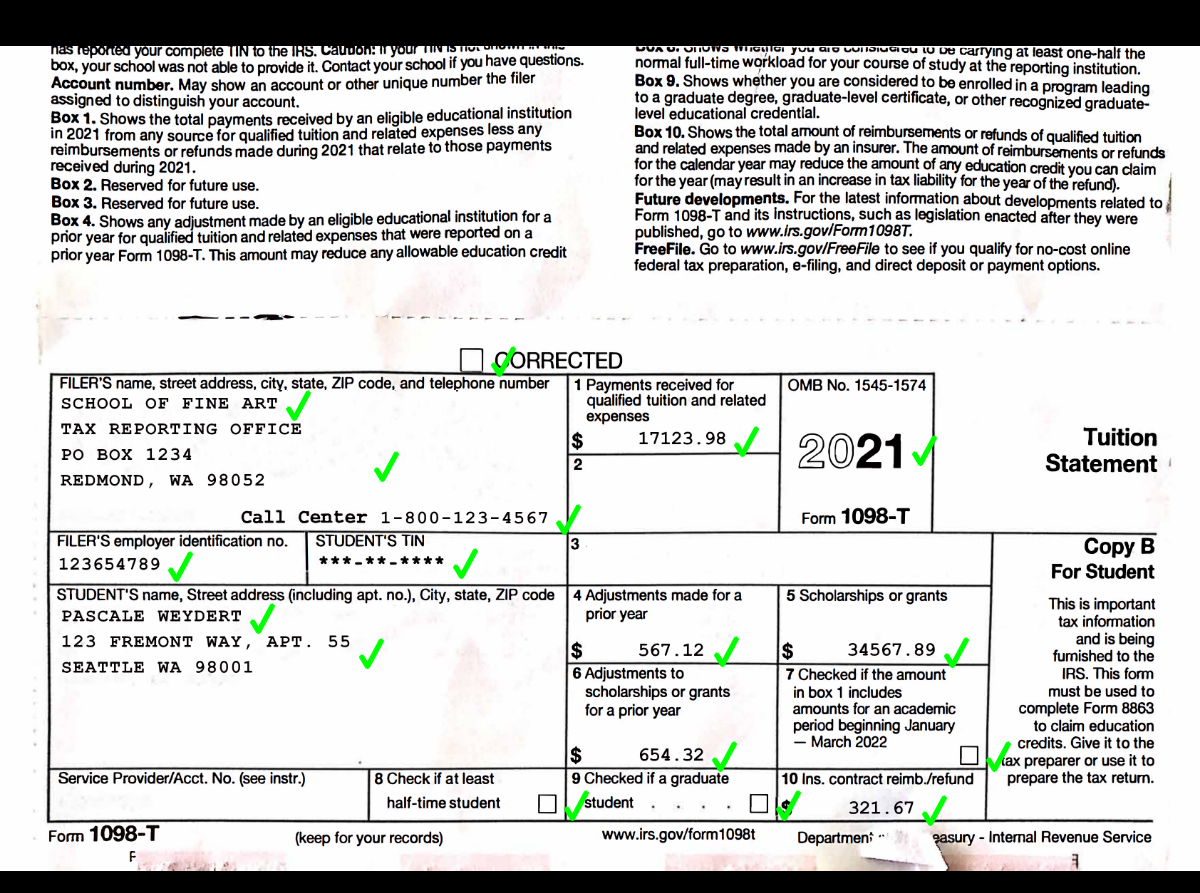 has reported your complete TIN to the IRS. Caution: If your TIN is not shown in this
box, your school was not able to provide it. Contact your school if you have questions.
Account number. May show an account or other unique number the filer
assigned to distinguish your account.
Box 1. Shows the total payments received by an eligible educational institution
in 2021 from any source for qualified tuition and related expenses less any
reimbursements or refunds made during 2021 that relate to those payments
received during 2021.
Box 2. Reserved for future use.
Box 3. Reserved for future use.
Box 4. Shows any adjustment made by an eligible educational institution for a
prior year for qualified tuition and related expenses that were reported on a
prior year Form 1098-T. This amount may reduce any allowable education credit
Box 8. Shows whether you are considered to be carrying at least one-half the
normal full-time workload for your course of study at the reporting institution.
Box 9. Shows whether you are considered to be enrolled in a program leading
to a graduate degree, graduate-level certificate, or other recognized graduate-
level educational credential.
Box 10. Shows the total amount of reimbursements or refunds of qualified tuition
and related expenses made by an insurer. The amount of reimbursements or refunds
for the calendar year may reduce the amount of any education credit you can claim
for the year (may result in an increase in tax liability for the year of the refund).
Future developments. For the latest information about developments related to
Form 1098-T and its instructions, such as legislation enacted after they were
published, go to www.irs.gov/Form1098T.
FreeFile. Go to www.irs.gov/FreeFile to see if you qualify for no-cost online
federal tax preparation, e-filing, and direct deposit or payment options.
CORRECTED
FILER'S name, street address, city, state, ZIP code, and telephone number
SCHOOL OF FINE ART
TAX REPORTING OFFICE
PO BOX 1234
REDMOND, WA 98052
Call Center 1-800-123-4567
1 Payments received for
qualified tuition and related
expenses
$ 17123.98
2
OMB No. 1545-1574
2021
Form 1098-T
Tuition
Statement
FILER'S employer identification no.
123654789
STUDENT'S TIN
***-**-****
3
Copy B
For Student
This is important
tax information
and is being
furnished to the
IRS. This form
must be used to
complete Form 8863
to claim education
credits. Give it to the
tax preparer or use it to
prepare the tax return.
STUDENT'S name, Street address (including apt. no.), City, state, ZIP code
PASCALE WEYDERT
123 FREMONT WAY, APT. 55
SEATTLE WA 98001
4 Adjustments made for a
prior year
$ 567.12
5 Scholarships or grants
$ 34567.89
6 Adjustments to
scholarships or grants
for a prior year
$ 654.32
7 Checked if the amount
in box 1 includes
amounts for an academic
period beginning January
— March 2022
Service Provider/Acct. No. (see instr.)
8 Check if at least
half-time student
9 Checked if a graduate
student . . . .
10 Ins. contract reimb./refund
$ 321.67
Form 1098-T
(keep for your records)
www.irs.gov/form1098t
Department easury - Internal Revenue Service